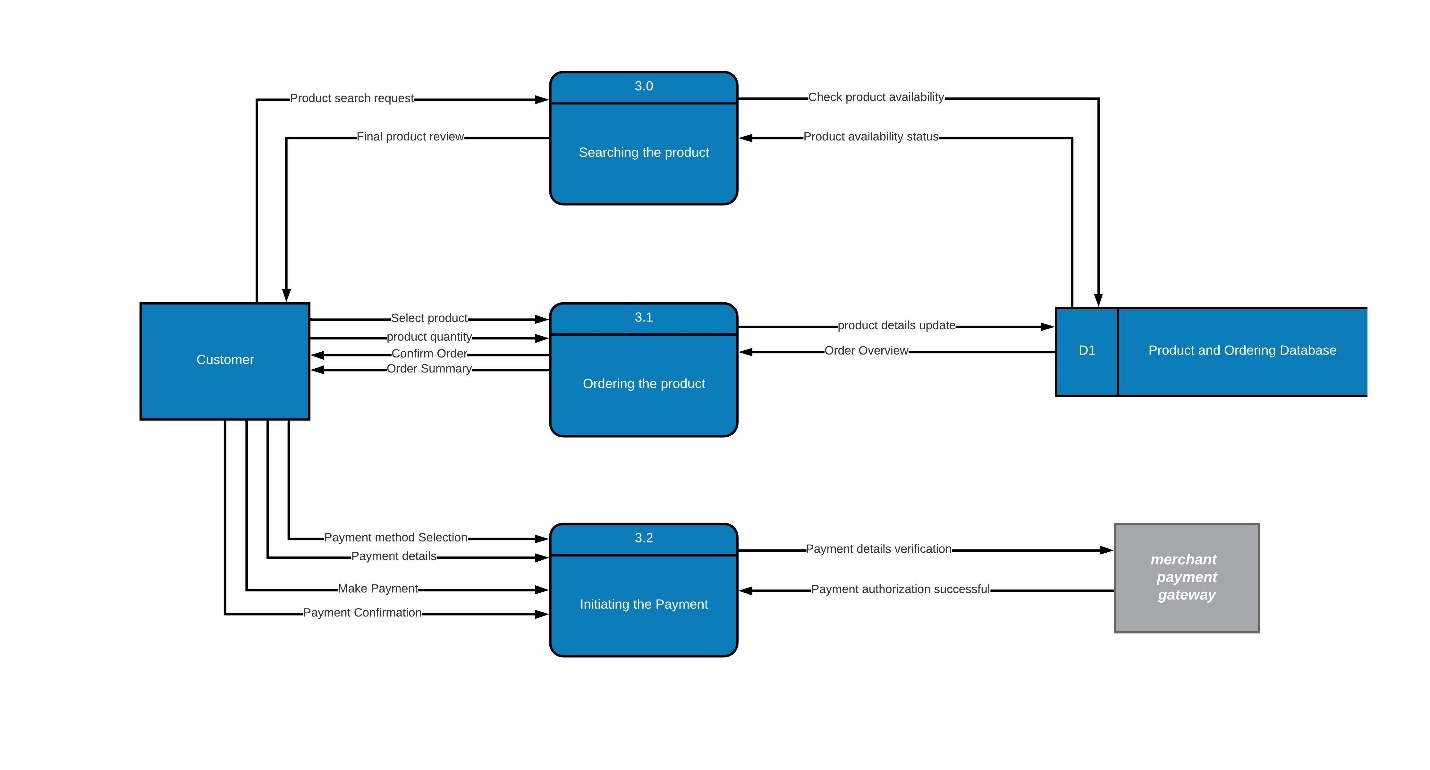 3.0
Product search request
Check product availability
Final product review
Product availability status
Searching the product
3.1
Select product
product details update
product quantity
Confirm Order
Order Overview
D1
Product and Ordering Database
Customer
Order Summary
Ordering the product
3.2
Payment method Selection
Payment details verification
Payment details
merchant
payment
gateway
Make Payment
Payment authorization successful
Initiating the Payment
Payment Confirmation